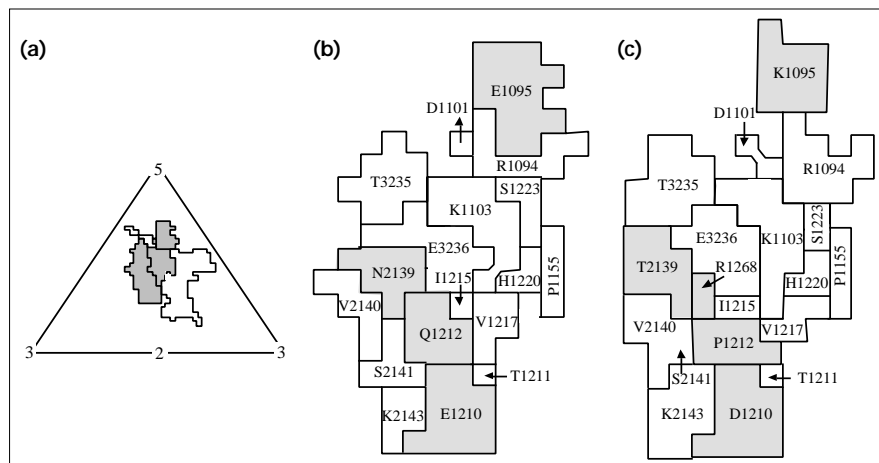 (a)
5
3
2
3
(b)
E1095
D1101
R1094
T3235
S1223
K1103
E3236
N2139
I1215
H1220
P1155
V2140
Q1212
V1217
S2141
T1211
K2143
E1210
(c)
K1095
D1101
R1094
T3235
S1223
E3236
K1103
T2139
R1268
P1155
H1220
I1215
V2140
V1217
P1212
S2141
T1211
K2143
D1210